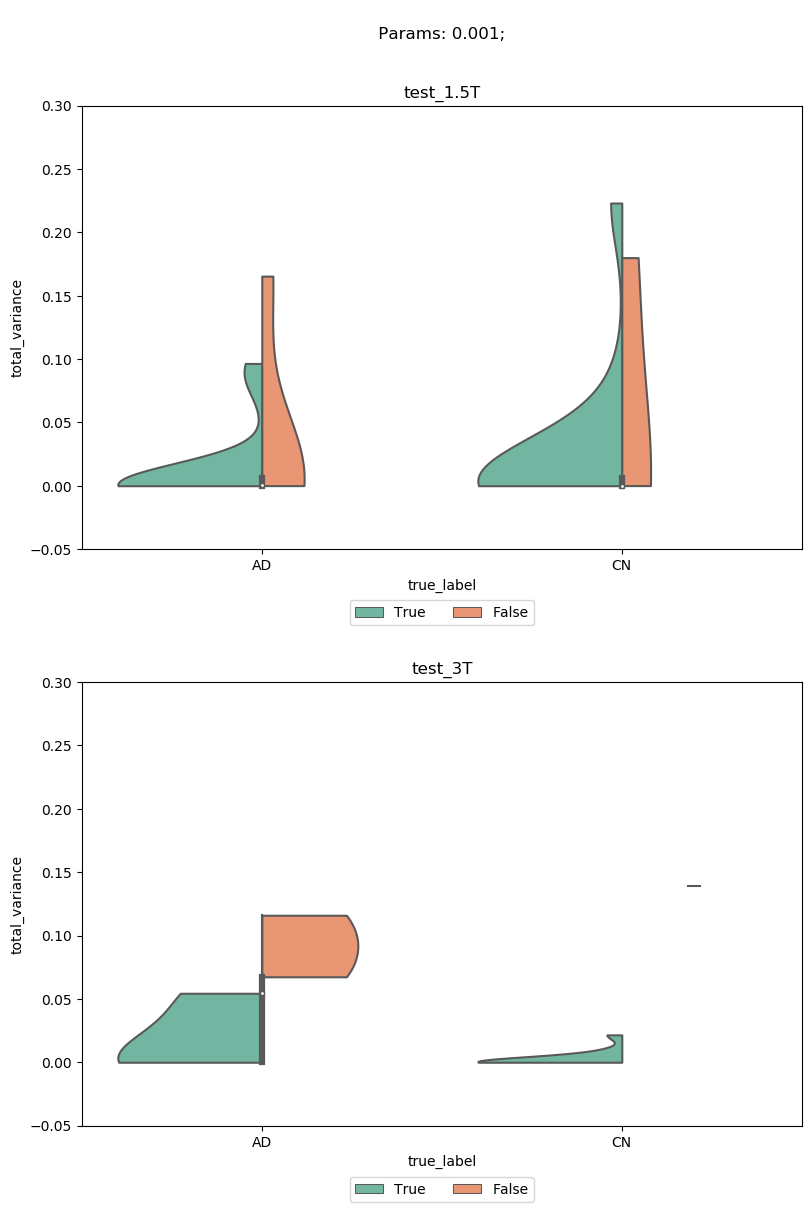 Params: 0.001;
test_1.5T
0.30
0.25
0.20
0.15
0.10
0.05
0.00
−0.05
total_variance
AD CN
true_label
True False
test_3T
0.30
0.25
0.20
0.15
0.10
0.05
0.00
−0.05
total_variance
AD CN
true_label
True False